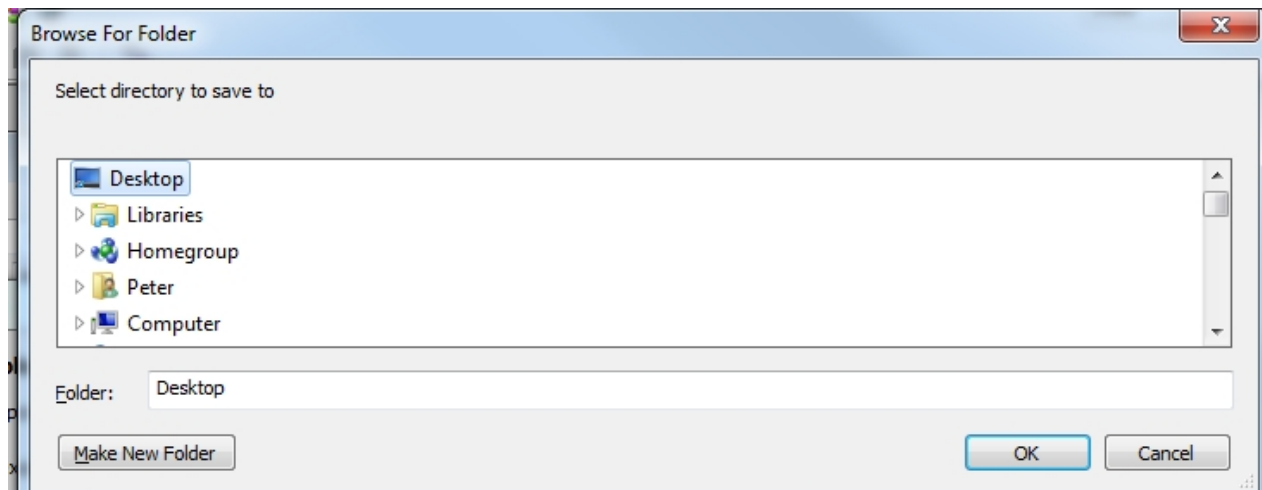 Browse For Folder
Select directory to save to
Desktop
Libraries
Homegroup
Peter
Computer
Folder: Desktop
Make New Folder OK Cancel